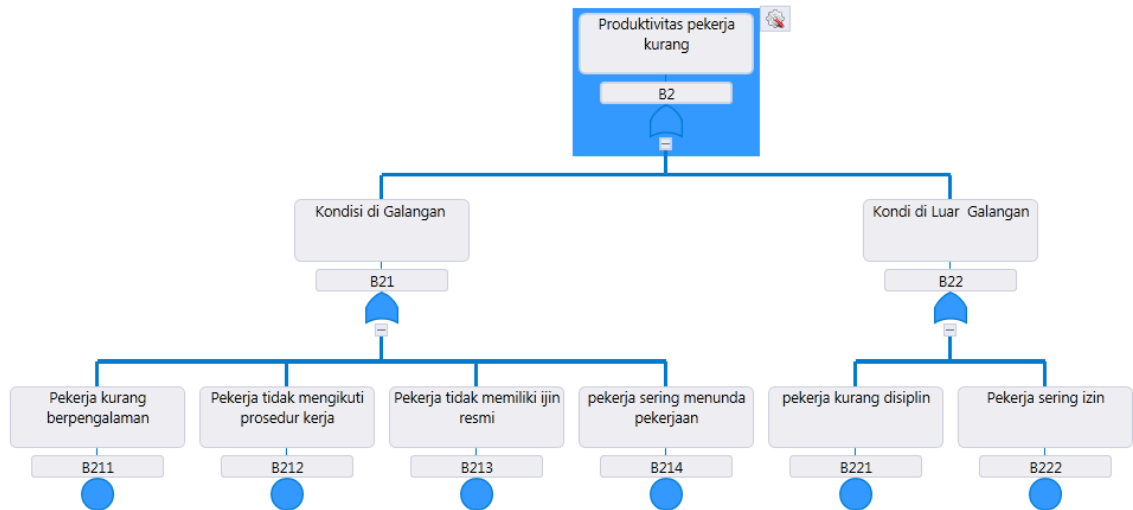 Produktivitas pekerja
kurang
B2
Kondisi di Galangan
B21
Kondi di Luar  Galangan
B22
Pekerja kurang
berpengalaman
B211
Pekerja tidak mengikuti
prosedur kerja
B212
Pekerja tidak memiliki ijin
resmi
B213
pekerja sering menunda
pekerjaan
B214
pekerja kurang disiplin
B221
Pekerja sering izin
B222